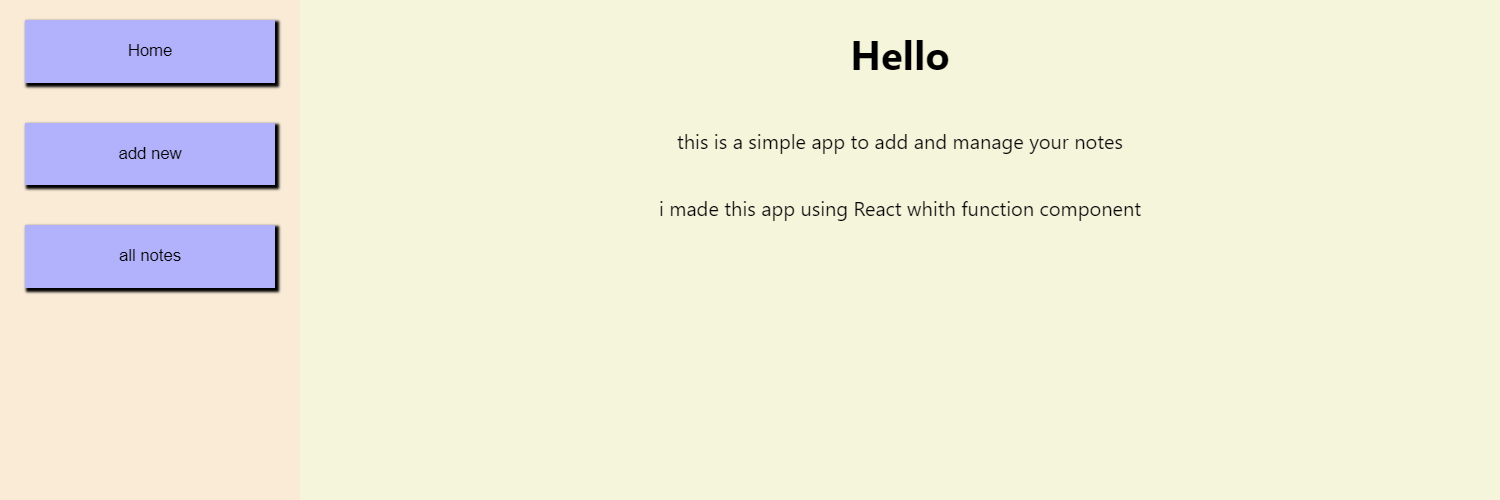 Home
add new
all notes
Hello
this is a simple app to add and manage your notes
i made this app using React whith function component